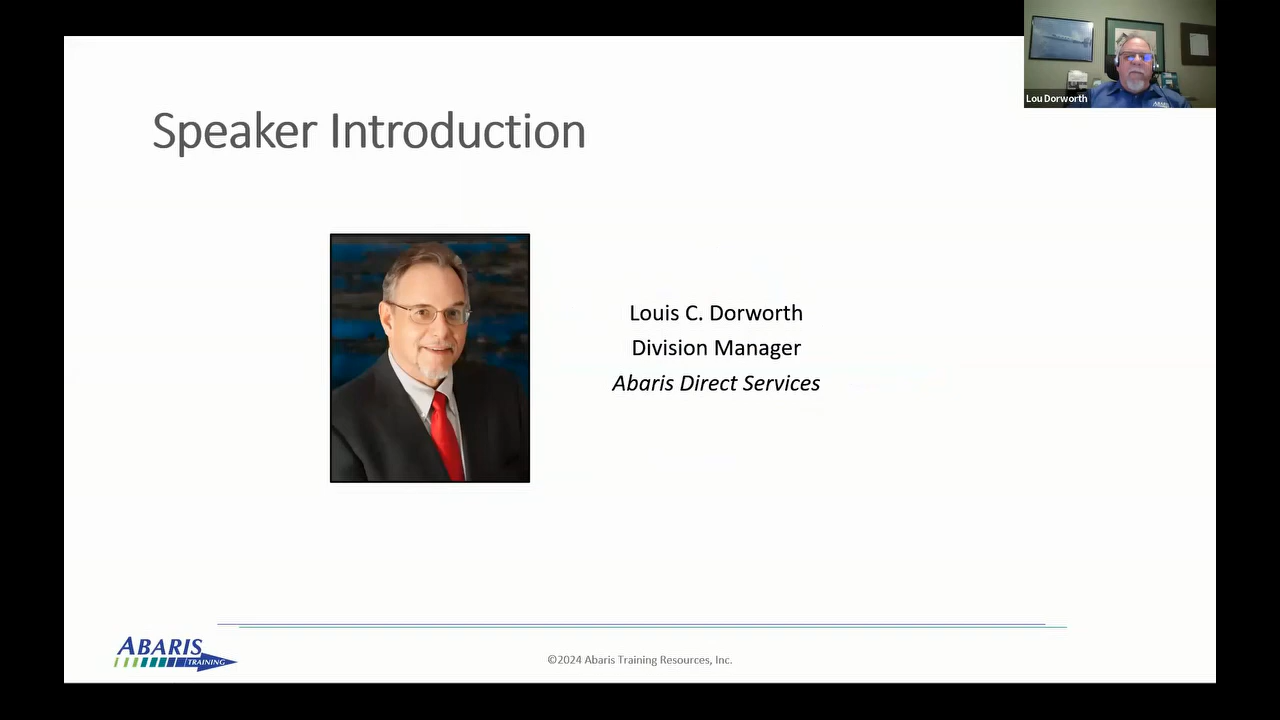 Lou Dorworth
Speaker Introduction
Louis C. Dorworth
Division Manager
Abaris Direct Services
ABARIS
TRAINING
©2024 Abaris Training Resources, Inc.